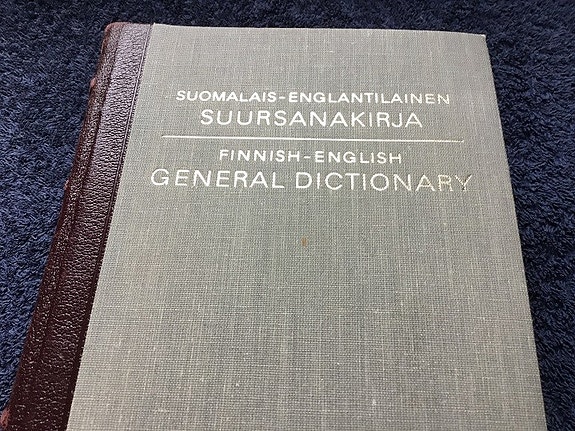 SUOMALAIS-ENGLANTILAINEN
SUURSANAKIRJA
FINNISH-ENGLISH
GENERAL DICTIONARY